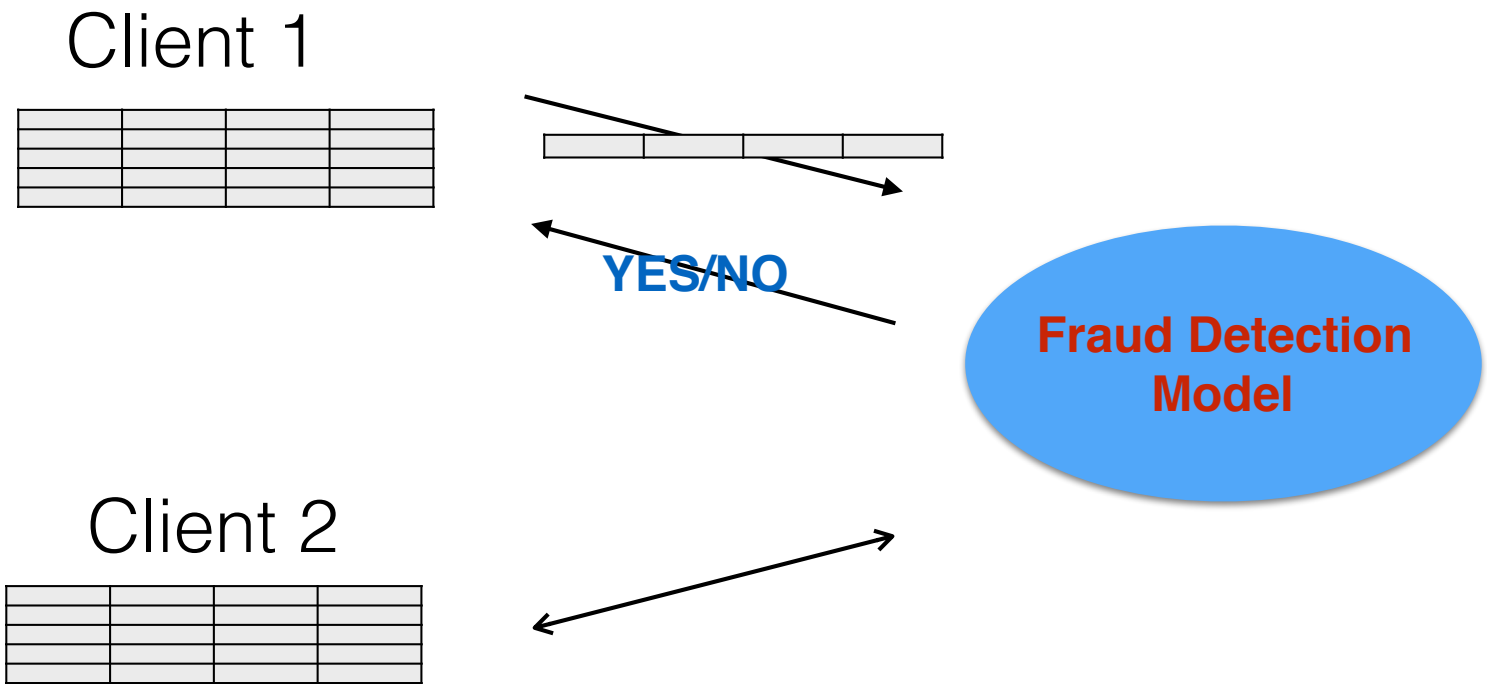 Client 1
YES/NO
Fraud Detection
Model
Client 2